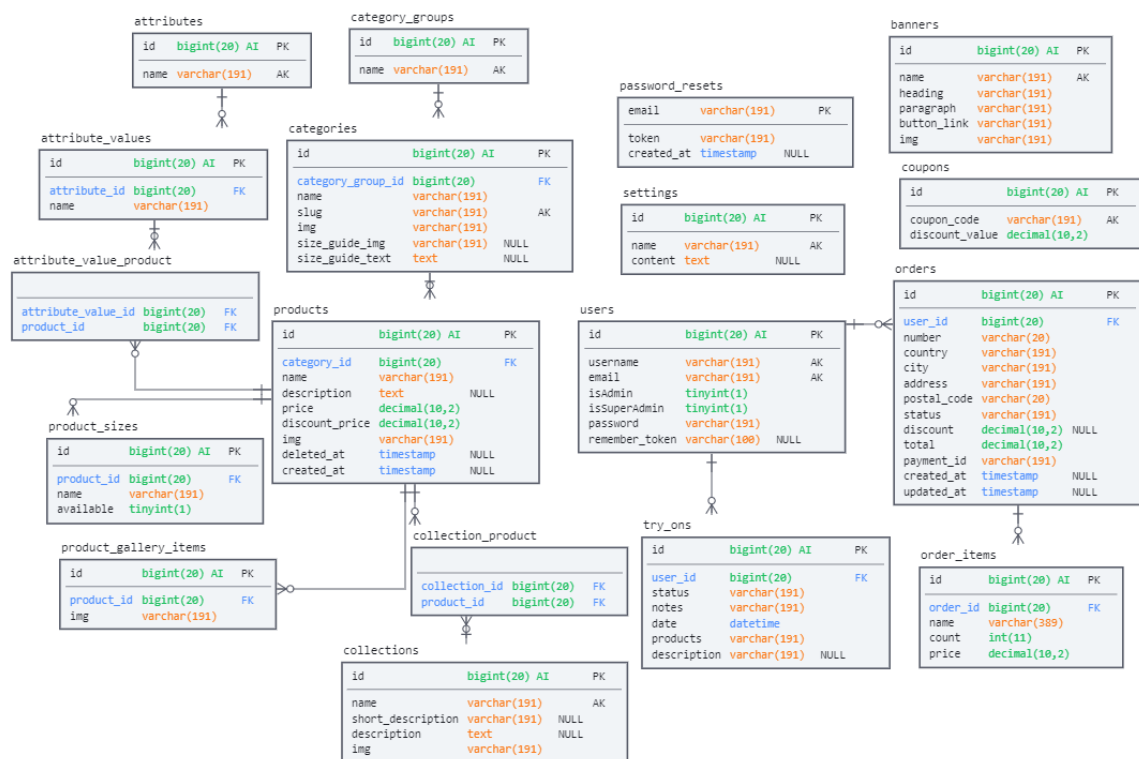 attributes
id bigint(20) AI PK
name varchar(191) AK
category_groups
id bigint(20) AI PK
name varchar(191) AK
banners
id bigint(20) AI PK
name varchar(191) AK
heading varchar(191)
paragraph varchar(191)
button_link varchar(191)
img varchar(191)
password_resets
email varchar(191) PK
token varchar(191)
created_at timestamp NULL
attribute_values
id bigint(20) AI PK
attribute_id bigint(20) FK
name varchar(191)
categories
id bigint(20) AI PK
category_group_id bigint(20) FK
name varchar(191)
slug varchar(191) AK
img varchar(191)
size_guide_img varchar(191) NULL
size_guide_text text NULL
settings
id bigint(20) AI PK
name varchar(191) AK
content text NULL
coupons
id bigint(20) AI PK
coupon_code varchar(191) AK
discount_value decimal(10,2)
attribute_value_product
attribute_value_id bigint(20) FK
product_id bigint(20) FK
products
id bigint(20) AI PK
category_id bigint(20) FK
name varchar(191)
description text NULL
price decimal(10,2)
discount_price decimal(10,2)
img varchar(191)
deleted_at timestamp NULL
created_at timestamp NULL
users
id bigint(20) AI PK
username varchar(191) AK
email varchar(191) AK
isAdmin tinyint(1)
isSuperAdmin tinyint(1)
password varchar(191)
remember_token varchar(100) NULL
orders
id bigint(20) AI PK
user_id bigint(20) FK
number varchar(20)
country varchar(191)
city varchar(191)
address varchar(191)
postal_code varchar(20)
status varchar(191)
discount decimal(10,2) NULL
total decimal(10,2)
payment_id varchar(191)
created_at timestamp NULL
updated_at timestamp NULL
product_sizes
id bigint(20) AI PK
product_id bigint(20) FK
name varchar(191)
available tinyint(1)
product_gallery_items
id bigint(20) AI PK
product_id bigint(20) FK
img varchar(191)
collection_product
collection_id bigint(20) FK
product_id bigint(20) FK
try_ons
id bigint(20) AI PK
user_id bigint(20) FK
status varchar(191)
notes varchar(191)
date datetime
products varchar(191)
description varchar(191) NULL
order_items
id bigint(20) AI PK
order_id bigint(20) FK
name varchar(389)
count int(11)
price decimal(10,2)
collections
id bigint(20) AI PK
name varchar(191) AK
short_description varchar(191) NULL
description text NULL
img varchar(191)